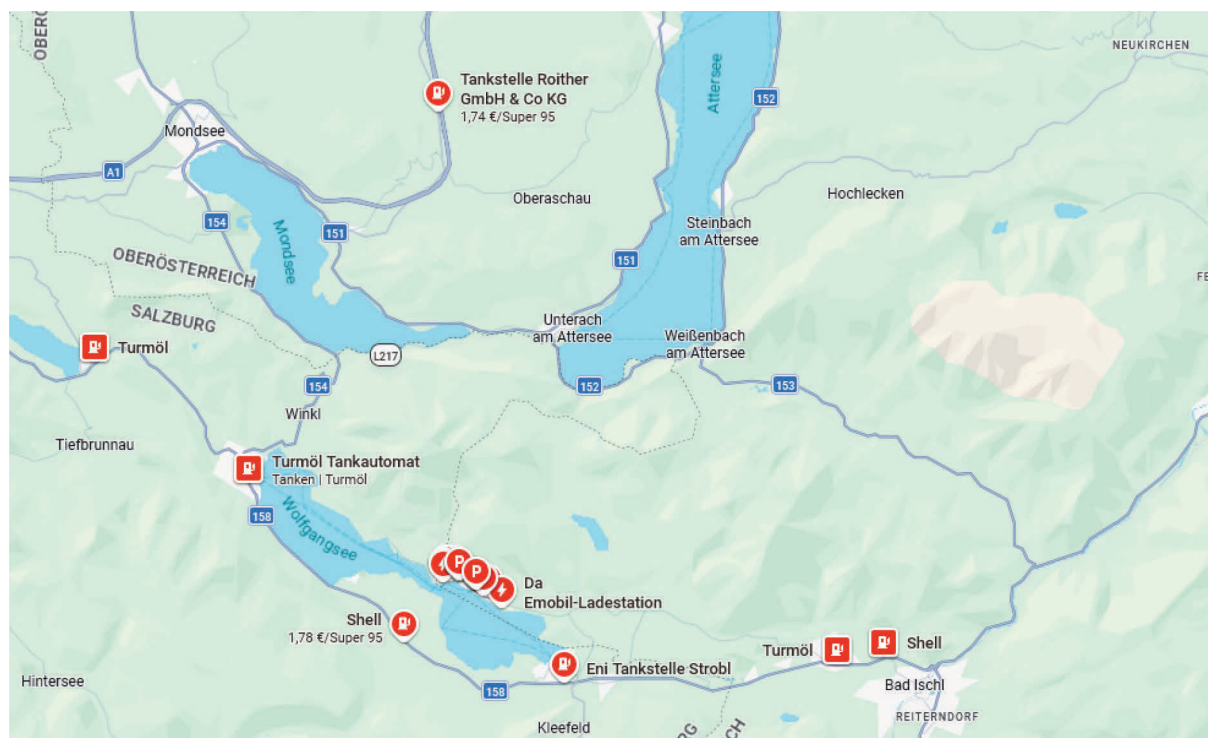 OBERÖ
NEUKIRCHEN
Tankstelle Roither
GmbH & Co KG
1,74 €/Super 95
Attersee
152
Mondsee
A1
Oberaschau
Hochlecken
154
151
Mondsee
Steinbach
am Attersee
OBERÖSTERREICH
151
FE
SALZBURG
Unterach
am Attersee
Weißenbach
am Attersee
Turmöl
L217
154
152
153
Winkl
Tiefbrunnau
Turmöl Tankautomat
Tanken | Turmöl
158
Wolfgangsee
P
P
Da
Emobil-Ladestation
Shell
1,78 €/Super 95
Turmöl
Shell
Eni Tankstelle Strobl
Hintersee
158
Bad Ischl
REITERNDORF
Kleefeld
RG
CH